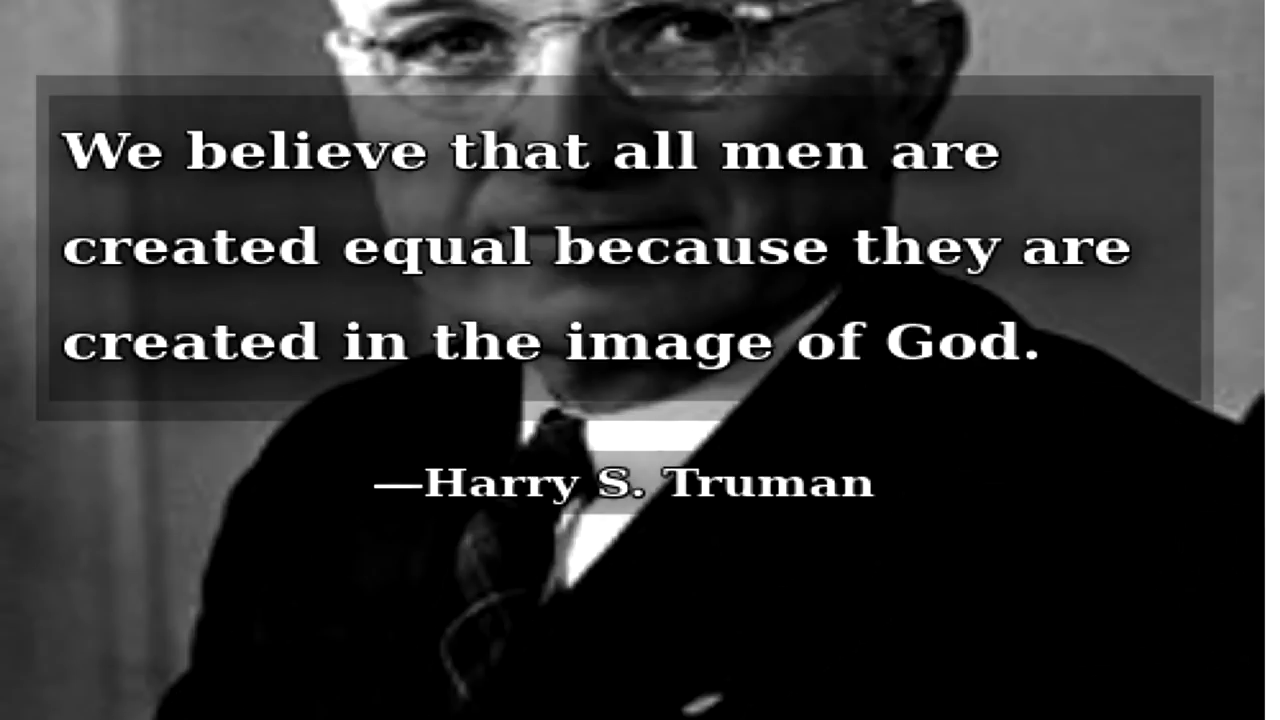 We believe that all men are
created equal because they are
created in the image of God.
—Harry S. Truman